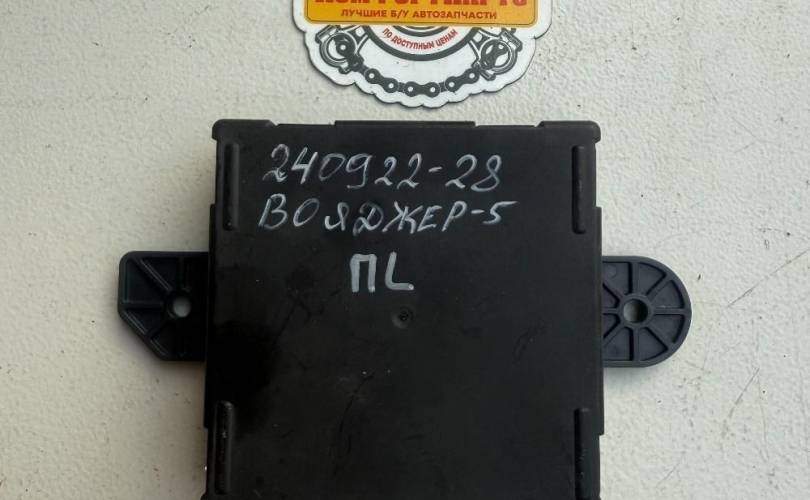 ЛУЧШИЕ Б/У АВТОЗАПЧАСТИ
ПО ДОСТУПНЫМ ЦЕНАМ
240922-28
ВОЯДЖЕР-5
ПL